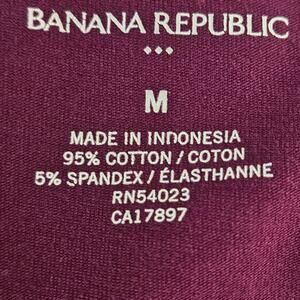 BANANA REPUBLIC
M
MADE IN INDONESIA
95% COTTON / COTON
5% SPANDEX / ÉLASTHANNE
RN54023
CA17897